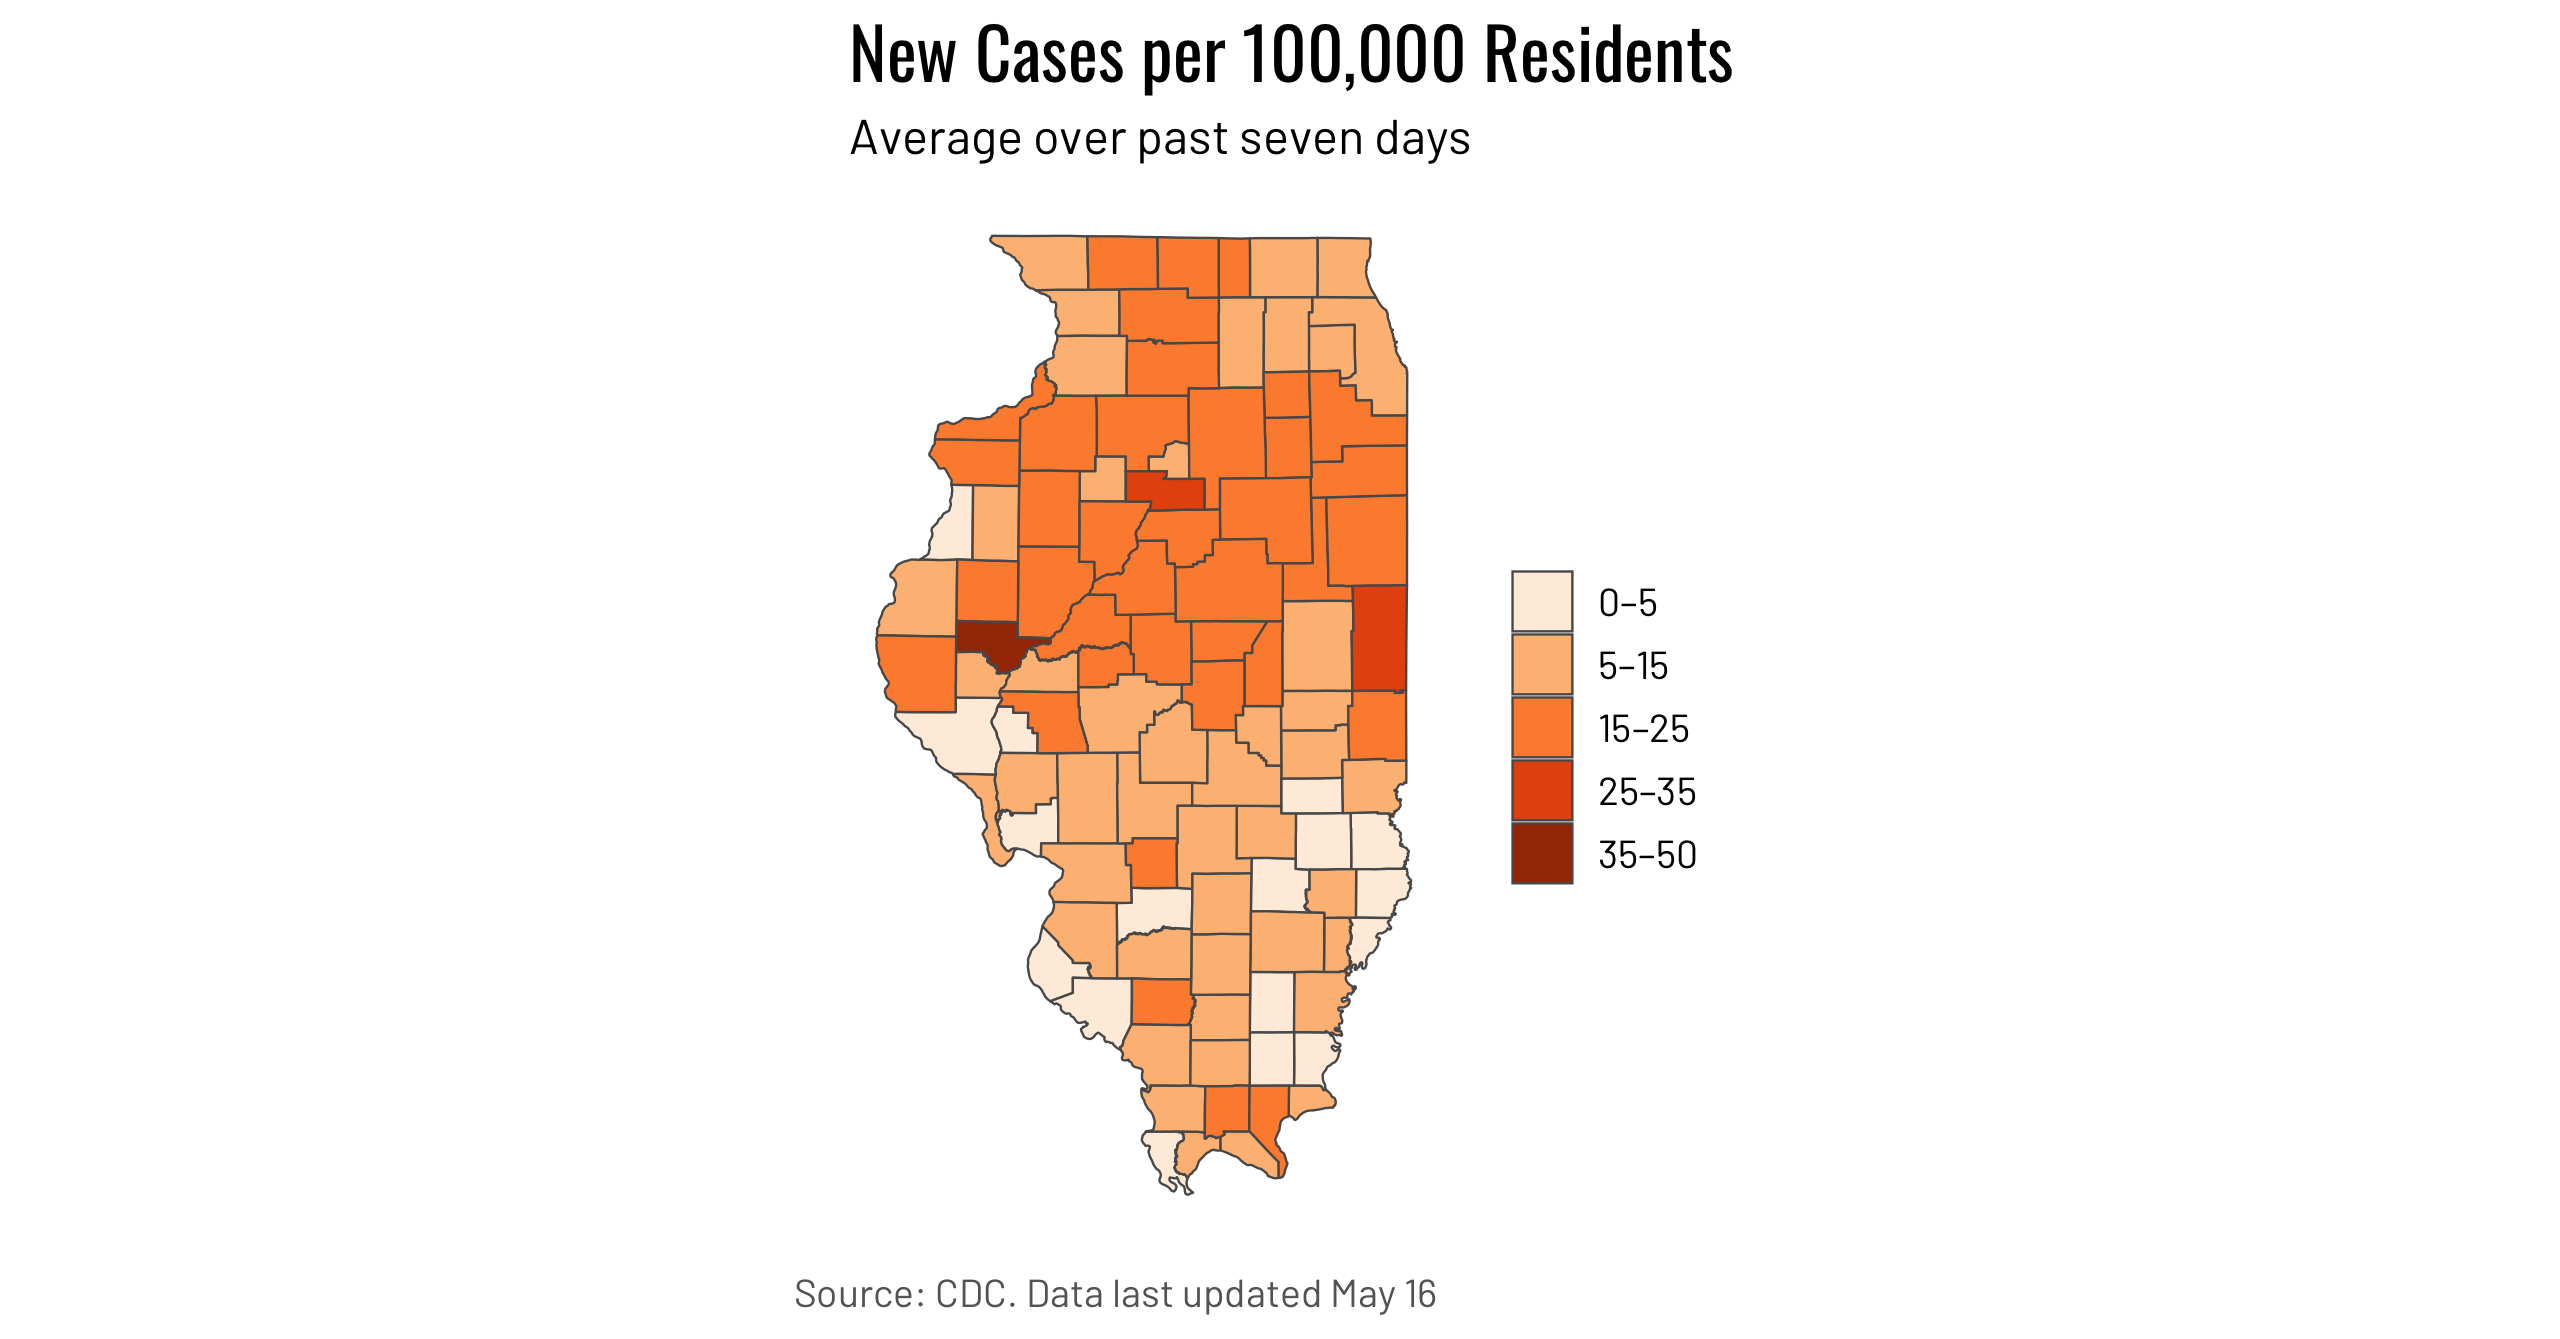 New Cases per 100,000 Residents
Average over past seven days
0–5
5–15
15–25
25–35
35–50
Source: CDC. Data last updated May 16